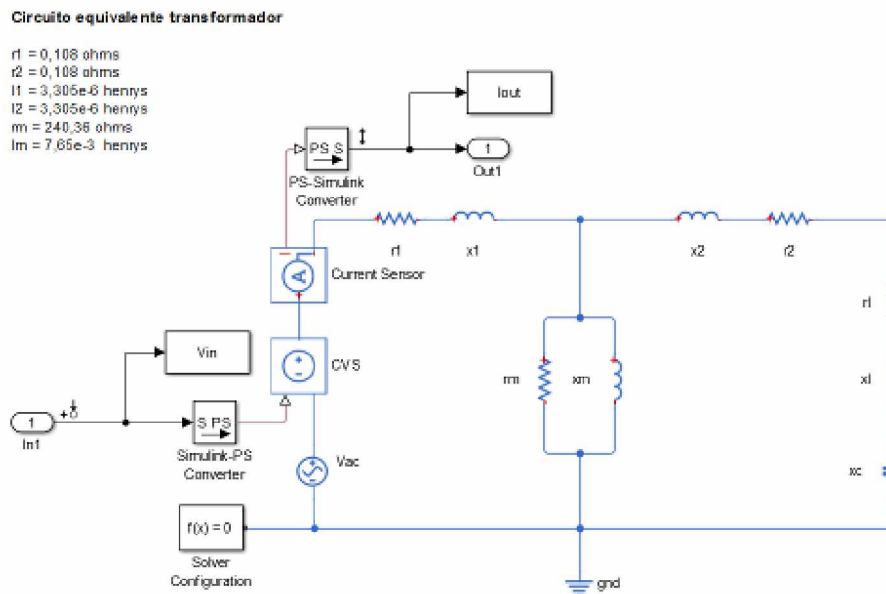 Circuito equivalente transformador
r1 = 0,108 ohms
r2 = 0,108 ohms
l1 = 3,305e-6 henrys
l2 = 3,305e-6 henrys
rm = 240,36 ohms
lm = 7,65e-3 henrys
Iout
PS S
1
Out1
PS-Simulink
Converter
r1
x1
x2
r2
A
Current Sensor
rl
Vin
CVS
rm
xm
xl
1
In1
S PS
Simulink-PS
Converter
Vac
xc
f(x) = 0
Solver
Configuration
gnd